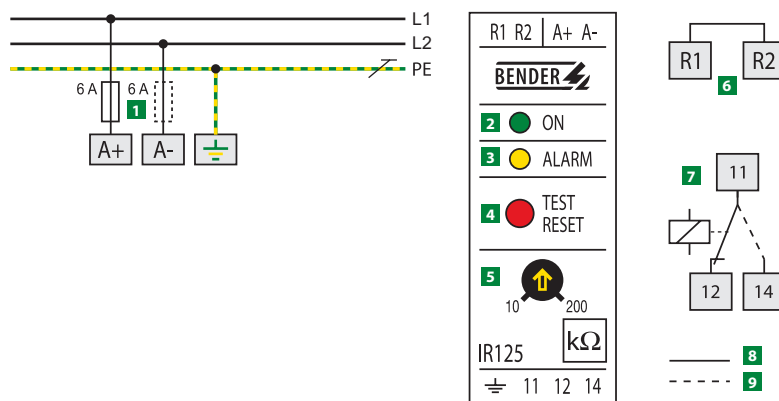 L1
L2
PE
6 A 6 A
1
A+ A-
R1 R2 A+ A-
BENDER
2 ON
3 ALARM
4 TEST
RESET
5
10 200
kΩ
IR125
11 12 14
R1 R2
6
7 11
12 14
8
9